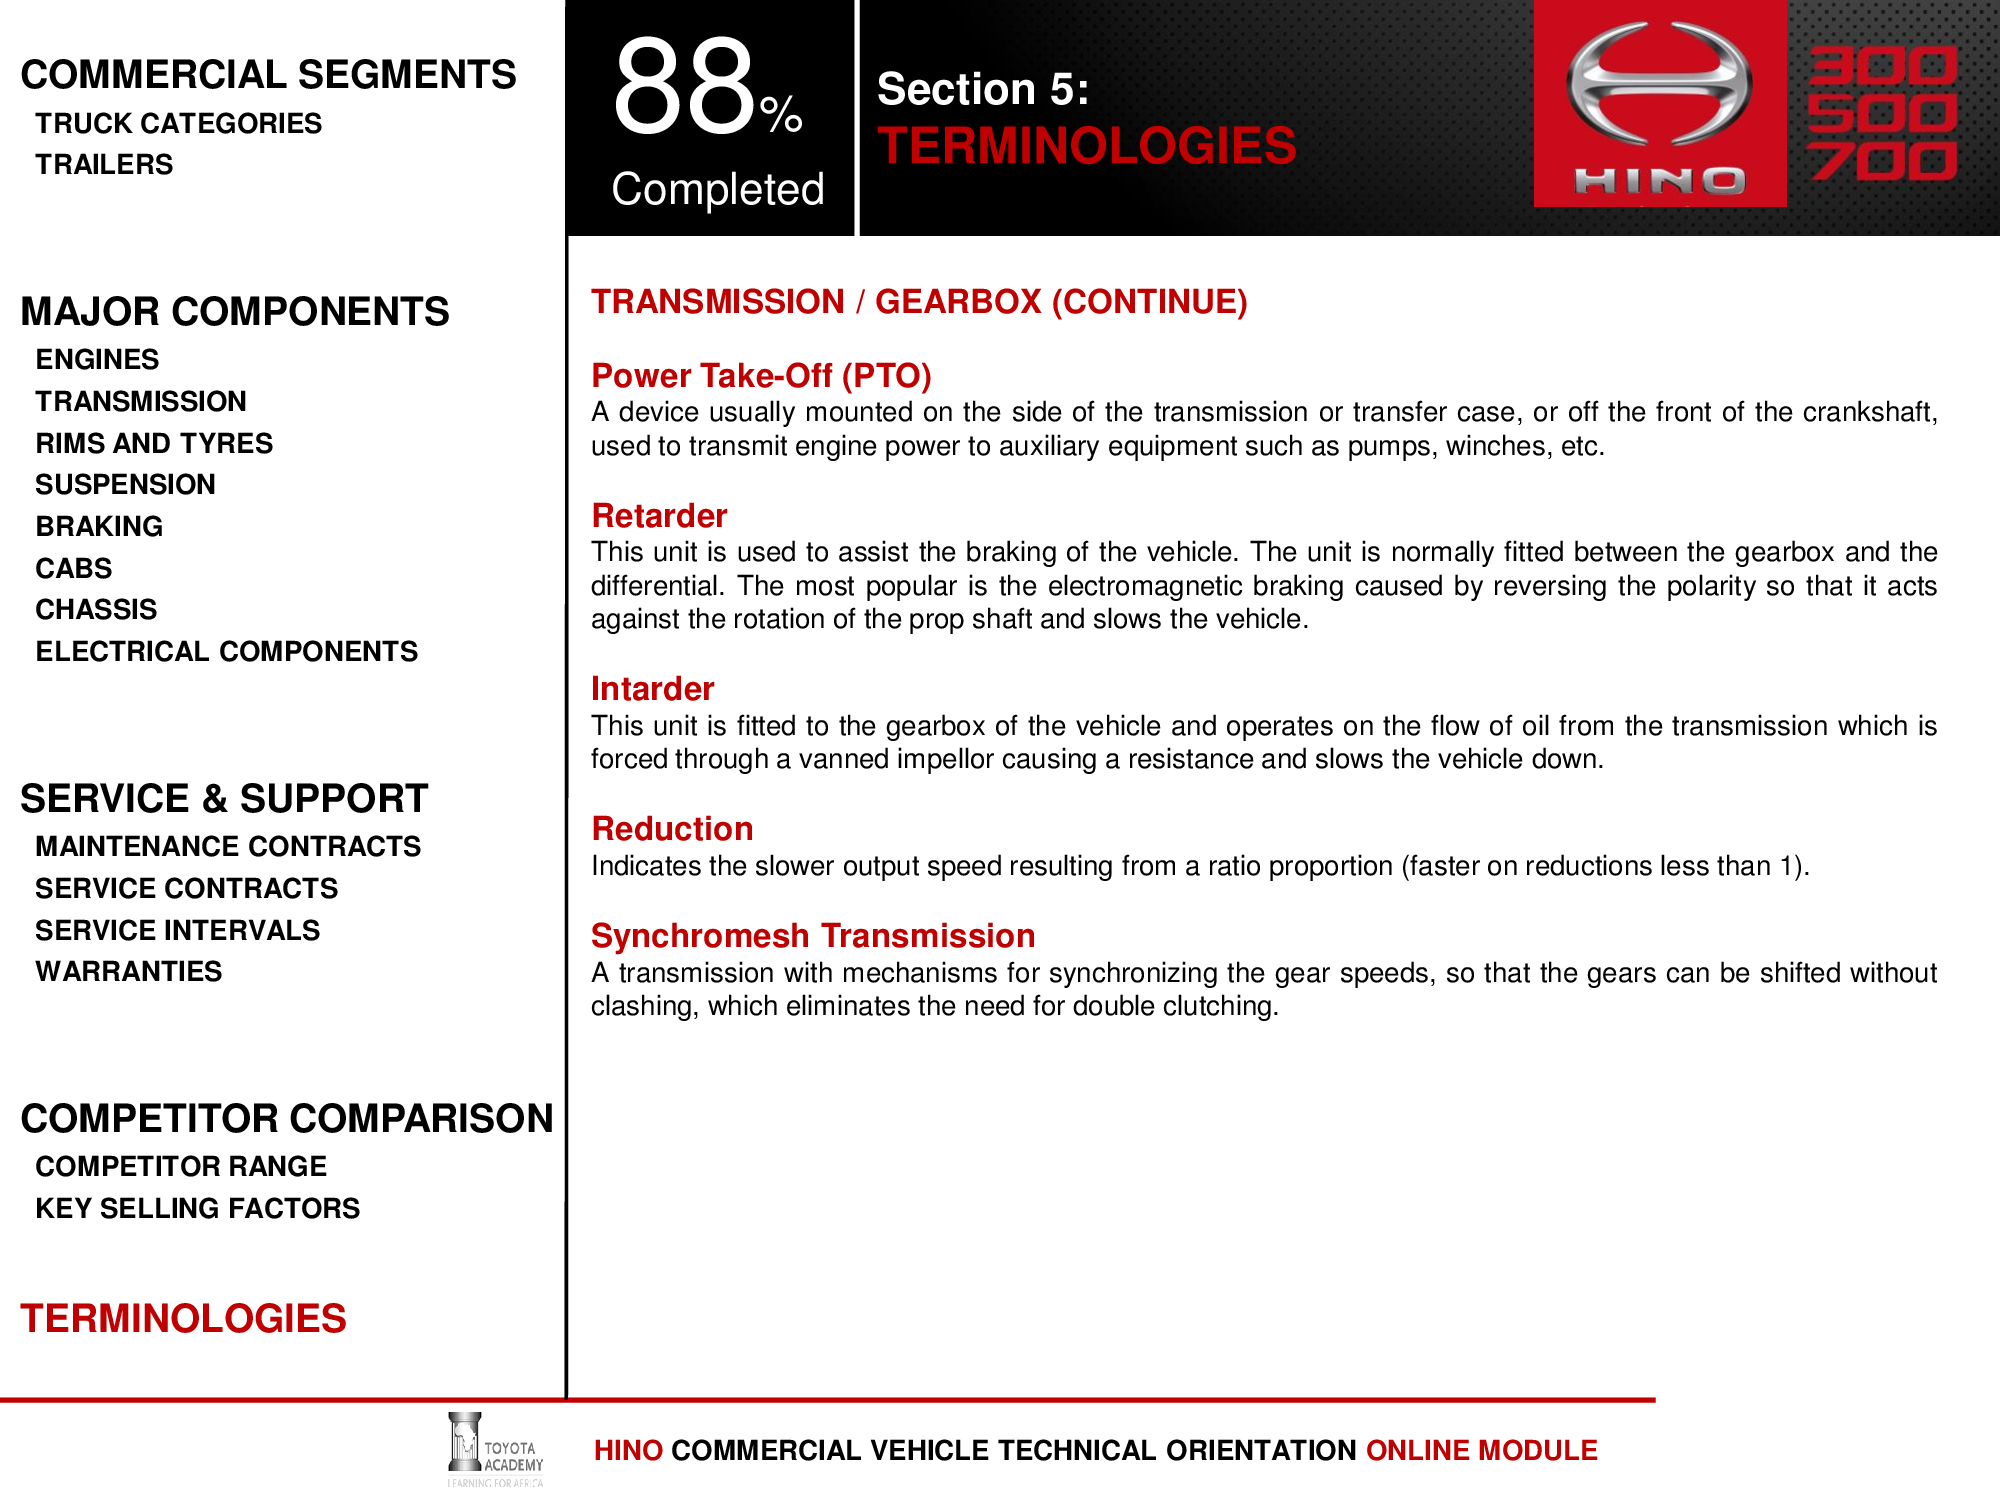 COMMERCIAL SEGMENTS
TRUCK CATEGORIES
TRAILERS
MAJOR COMPONENTS
ENGINES
TRANSMISSION
RIMS AND TYRES
SUSPENSION
BRAKING
CABS
CHASSIS
ELECTRICAL COMPONENTS
SERVICE & SUPPORT
MAINTENANCE CONTRACTS
SERVICE CONTRACTS
SERVICE INTERVALS
WARRANTIES
COMPETITOR COMPARISON
COMPETITOR RANGE
KEY SELLING FACTORS
TERMINOLOGIES
88%
Completed
Section 5:
TERMINOLOGIES
HINO
300
500
700
TRANSMISSION / GEARBOX (CONTINUE)
Power Take-Off (PTO)
A device usually mounted on the side of the transmission or transfer case, or off the front of the crankshaft,
used to transmit engine power to auxiliary equipment such as pumps, winches, etc.
Retarder
This unit is used to assist the braking of the vehicle. The unit is normally fitted between the gearbox and the
differential. The most popular is the electromagnetic braking caused by reversing the polarity so that it acts
against the rotation of the prop shaft and slows the vehicle.
Intarder
This unit is fitted to the gearbox of the vehicle and operates on the flow of oil from the transmission which is
forced through a vanned impellor causing a resistance and slows the vehicle down.
Reduction
Indicates the slower output speed resulting from a ratio proportion (faster on reductions less than 1).
Synchromesh Transmission
A transmission with mechanisms for synchronizing the gear speeds, so that the gears can be shifted without
clashing, which eliminates the need for double clutching.
TOYOTA
ACADEMY
LEARNING FOR AFRICA
HINO COMMERCIAL VEHICLE TECHNICAL ORIENTATION ONLINE MODULE